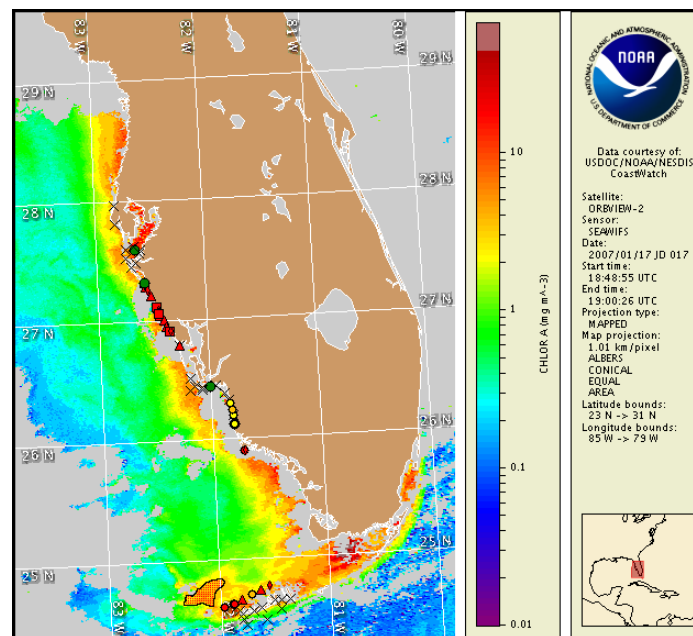 83 W
82 W
81 W
80 W
29 N
29 N
28 N
28 N
27 N
27 N
26 N
26 N
25 N
25 N
83 W
82 W
81 W
10
1
0.1
0.01
CHLOR A (mg m^-3)
NATIONAL OCEANIC AND ATMOSPHERIC ADMINISTRATION
NOAA
U.S. DEPARTMENT OF COMMERCE
Data courtesy of:
USDOC/NOAA/NESDIS
CoastWatch
Satellite:
ORBVIEW-2
Sensor:
SEAWIFS
Date:
2007/01/17 JD 017
Start time:
18:48:55 UTC
End time:
19:00:26 UTC
Projection type:
MAPPED
Map projection:
1.01 km/pixel
ALBERS
CONICAL
EQUAL
AREA
Latitude bounds:
23 N -> 31 N
Longitude bounds:
85 W -> 79 W